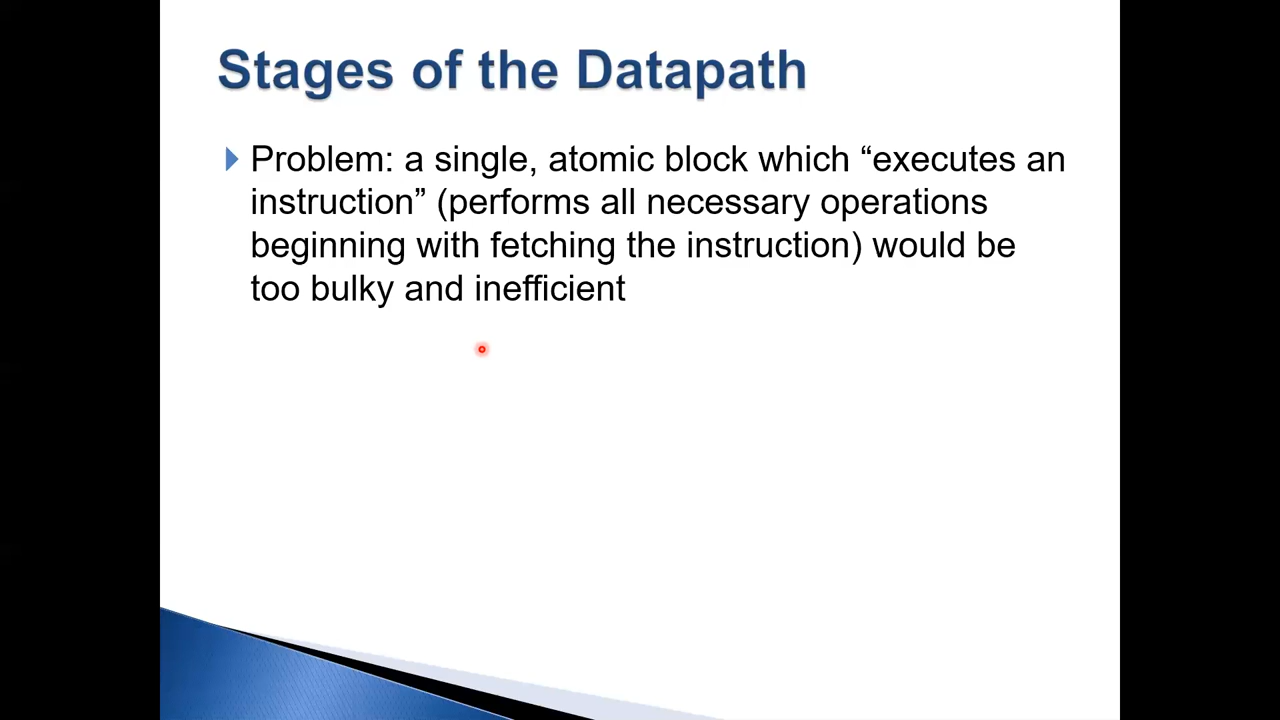 Stages of the Datapath
Problem: a single, atomic block which “executes an
instruction” (performs all necessary operations
beginning with fetching the instruction) would be
too bulky and inefficient